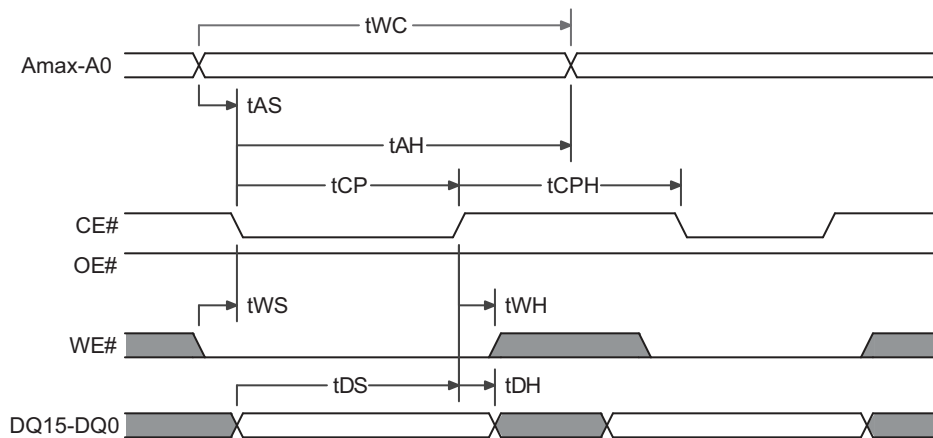 tWC
Amax-A0
tAS
tAH
tCP tCPH
CE#
OE#
tWS tWH
WE#
tDS tDH
DQ15-DQ0